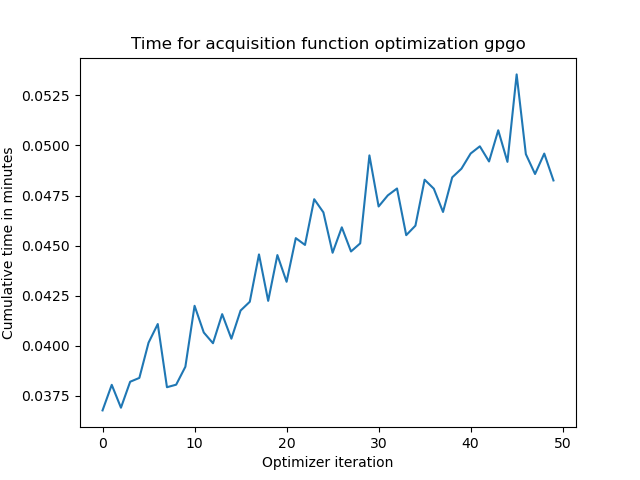 Time for acquisition function optimization gpgo
Cumulative time in minutes
0.0525
0.0500
0.0475
0.0450
0.0425
0.0400
0.0375
0 10 20 30 40 50
Optimizer iteration